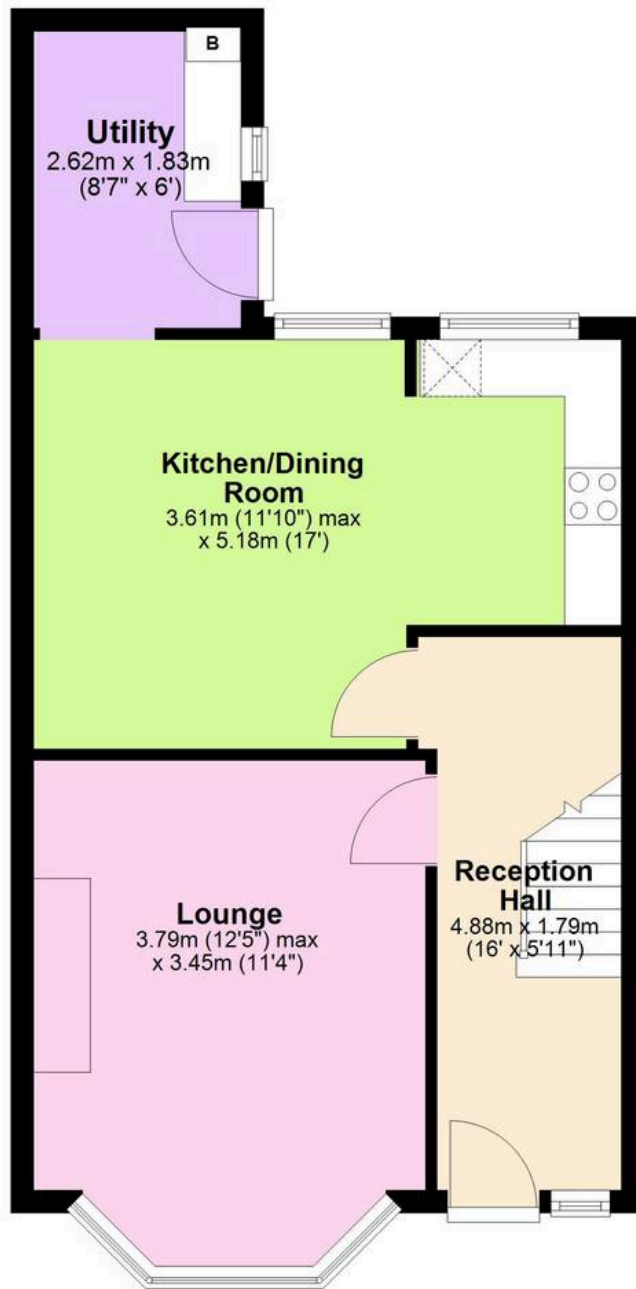 B
Utility
2.62m x 1.83m
(8'7" x 6')
Kitchen/Dining
Room
3.61m (11'10") max
x 5.18m (17')
Lounge
3.79m (12'5") max
x 3.45m (11'4")
Reception
Hall
4.88m x 1.79m
(16' x 5'11")